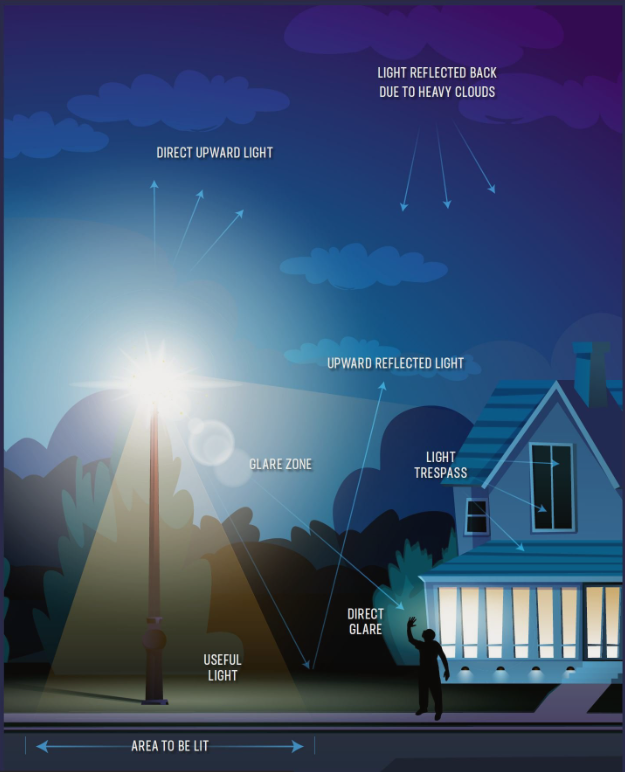 LIGHT REFLECTED BACK
DUE TO HEAVY CLOUDS
DIRECT UPWARD LIGHT
UPWARD REFLECTED LIGHT
GLARE ZONE
LIGHT
TRESPASS
DIRECT
GLARE
USEFUL
LIGHT
AREA TO BE LIT